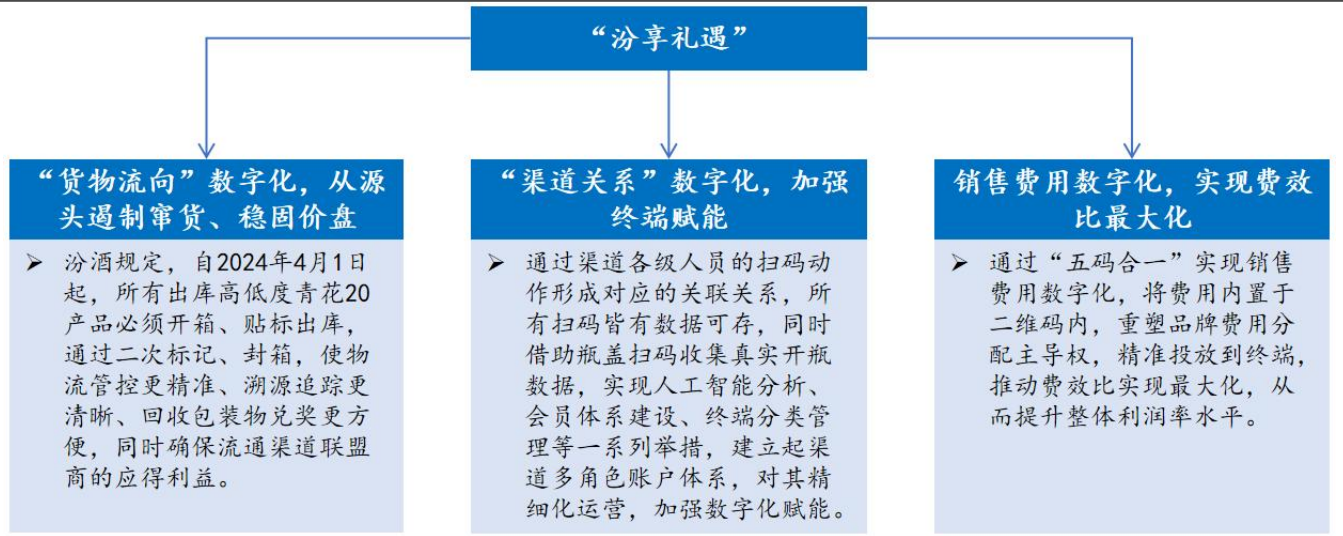 “汾享礼遇”
“货物流向”数字化，从源
头遏制窜货、稳固价盘
➢ 汾酒规定，自2024年4月1日
起，所有出库高低度青花20
产品必须开箱、贴标出库，
通过二次标记、封箱，使物
流管控更精准、溯源追踪更
清晰、回收包装物兑奖更方
便，同时确保流通渠道联盟
商的应得利益。
“渠道关系”数字化，加强
终端赋能
➢ 通过渠道各级人员的扫码动
作形成对应的关联关系，所
有扫码皆有数据可存，同时
借助瓶盖扫码收集真实开瓶
数据，实现人工智能分析、
会员体系建设、终端分类管
理等一系列举措，建立起渠
道多角色账户体系，对其精
细化运营，加强数字化赋能。
销售费用数字化，实现费效
比最大化
➢ 通过“五码合一”实现销售
费用数字化，将费用内置于
二维码内，重塑品牌费用分
配主导权，精准投放到终端，
推动费效比实现最大化，从
而提升整体利润率水平。